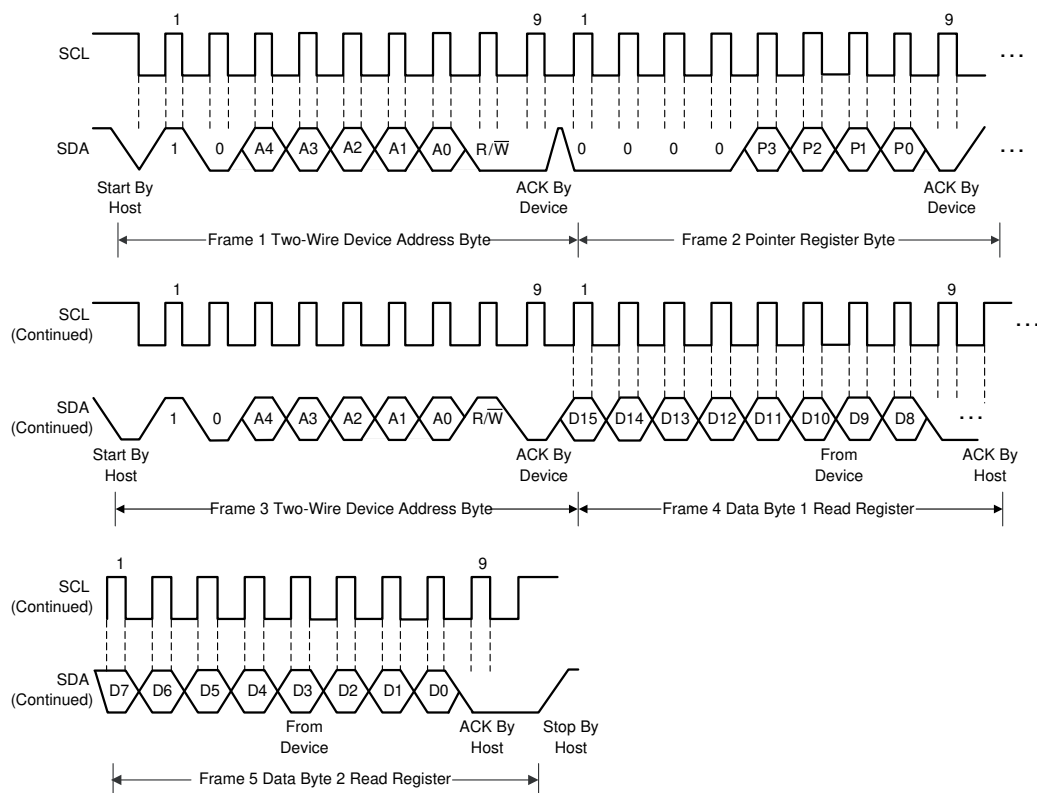 1 9 1 9
SCL ...
SDA 1 0 A4 A3 A2 A1 A0 R/W̅ 0 0 0 0 P3 P2 P1 P0 ...
Start By Host ACK By Device ACK By Device
Frame 1 Two-Wire Device Address Byte Frame 2 Pointer Register Byte
1 9 1 9
SCL (Continued) ...
SDA (Continued) 1 0 A4 A3 A2 A1 A0 R/W̅ D15 D14 D13 D12 D11 D10 D9 D8 ...
Start By Host ACK By Device From Device ACK By Host
Frame 3 Two-Wire Device Address Byte Frame 4 Data Byte 1 Read Register
1 9
SCL (Continued)
SDA (Continued) D7 D6 D5 D4 D3 D2 D1 D0
From Device ACK By Host Stop By Host
Frame 5 Data Byte 2 Read Register